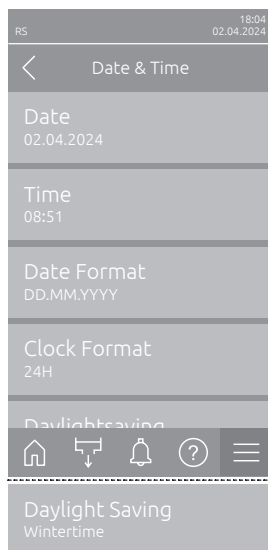 18:04
RS 02.04.2024
Date & Time
Date
02.04.2024
Time
08:51
Date Format
DD.MM.YYYY
Clock Format
24H
Daylightsaving
?
Daylight Saving
Wintertime